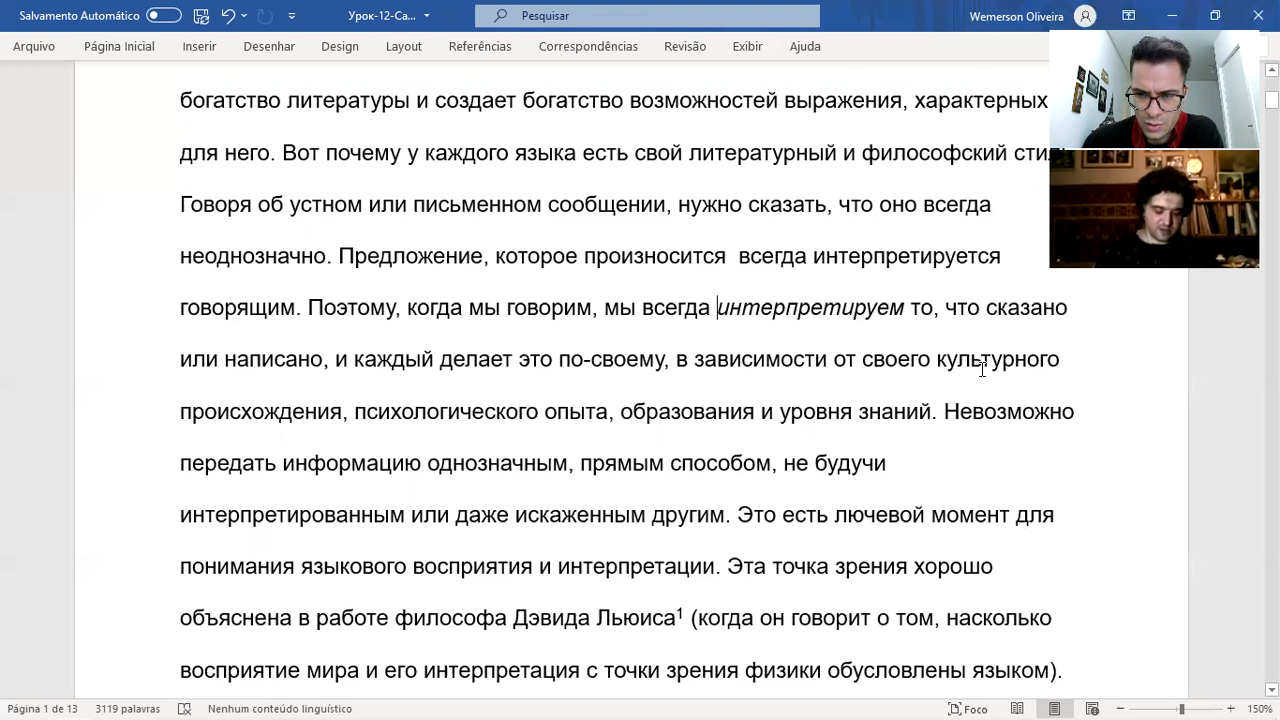 Salvamento Automático
Урок-12-Са...
Pesquisar
Wemerson Oliveira
Arquivo Página Inicial Inserir Desenhar Design Layout Referências Correspondências Revisão Exibir Ajuda
богатство литературы и создает богатство возможностей выражения, характерных
для него. Вот почему у каждого языка есть свой литературный и философский
Говоря об устном или письменном сообщении, нужно сказать, что оно всегда
неоднозначно. Предложение, которое произносится всегда интерпретируется
говорящим. Поэтому, когда мы говорим, мы всегда интерпретируем то, что сказано
или написано, и каждый делает это по-своему, в зависимости от своего культурного
происхождения, психологического опыта, образования и уровня знаний. Невозможно
передать информацию однозначным, прямым способом, не будучи
интерпретированным или даже искаженным другим. Это есть лючевой момент для
понимания языкового восприятия и интерпретации. Эта точка зрения хорошо
объяснена в работе философа Дэвида Льюиса¹ (когда он говорит о том, насколько
восприятие мира и его интерпретация с точки зрения физики обусловлены языком).
Página 1 de 13 3119 palavras Nenhum conteúdo linguístico Foco 150%